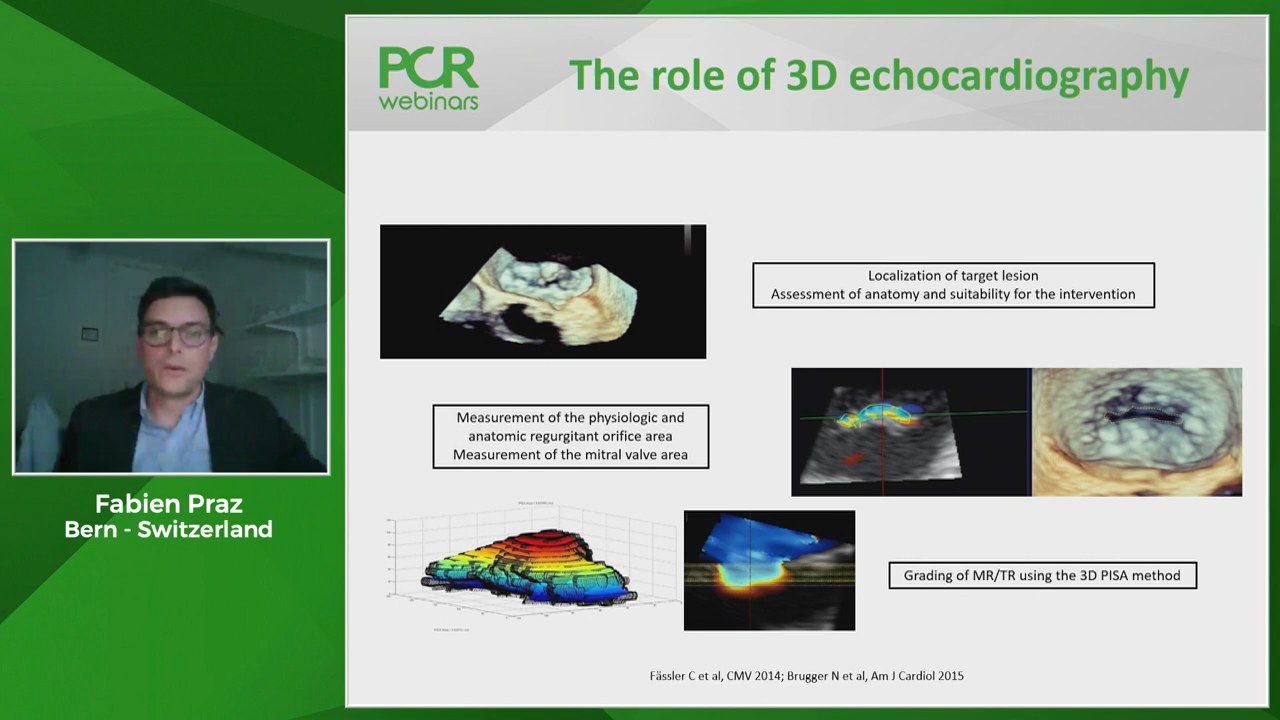 PCR
webinars
The role of 3D echocardiography
Localization of target lesion
Assessment of anatomy and suitability for the intervention
Measurement of the physiologic and
anatomic regurgitant orifice area
Measurement of the mitral valve area
Grading of MR/TR using the 3D PISA method
Fässler C et al, CMV 2014; Brugger N et al, Am J Cardiol 2015
Fabien Praz
Bern - Switzerland